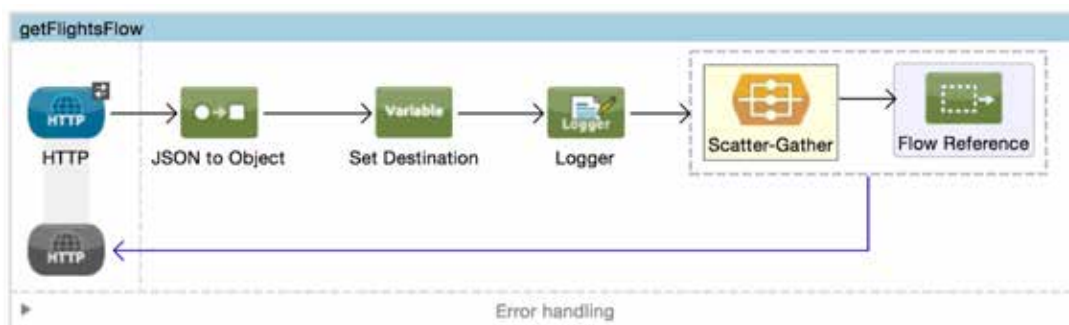 getFlightsFlow
HTTP
Variable
Logger
HTTP
JSON to Object
Set Destination
Logger
Scatter-Gather
Flow Reference
HTTP
Error handling